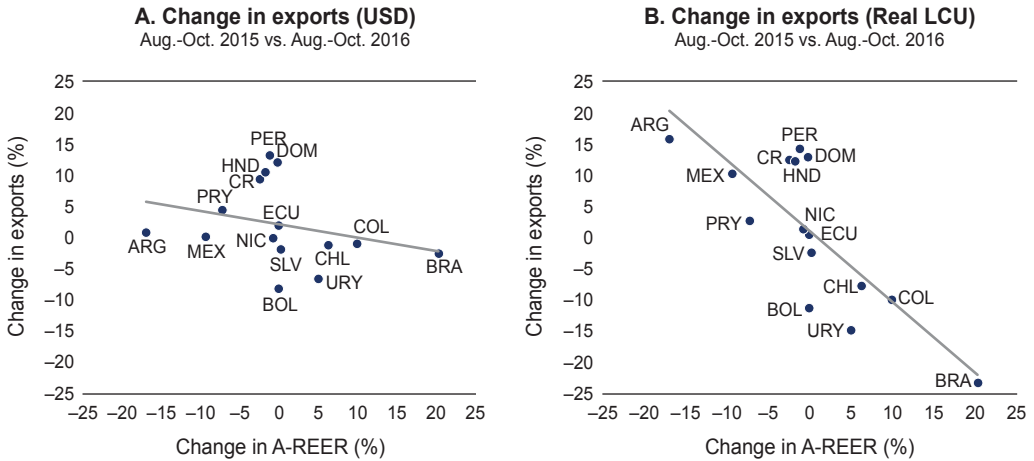 A. Change in exports (USD)
Aug.-Oct. 2015 vs. Aug.-Oct. 2016
Change in exports (%)
25
20
15
10
5
0
–5
–10
–15
–20
–25
PER
DOM
HND
CR
PRY
ECU
ARG
MEX
NIC
SLV
CHL
COL
BRA
BOL
URY
–25 –20 –15 –10 –5 0 5 10 15 20 25
Change in A-REER (%)
B. Change in exports (Real LCU)
Aug.-Oct. 2015 vs. Aug.-Oct. 2016
Change in exports (%)
25
20
15
10
5
0
–5
–10
–15
–20
–25
ARG
PER
CR
DOM
HND
MEX
PRY
NIC
ECU
SLV
CHL
COL
BOL
URY
BRA
–25 –20 –15 –10 –5 0 5 10 15 20 25
Change in A-REER (%)